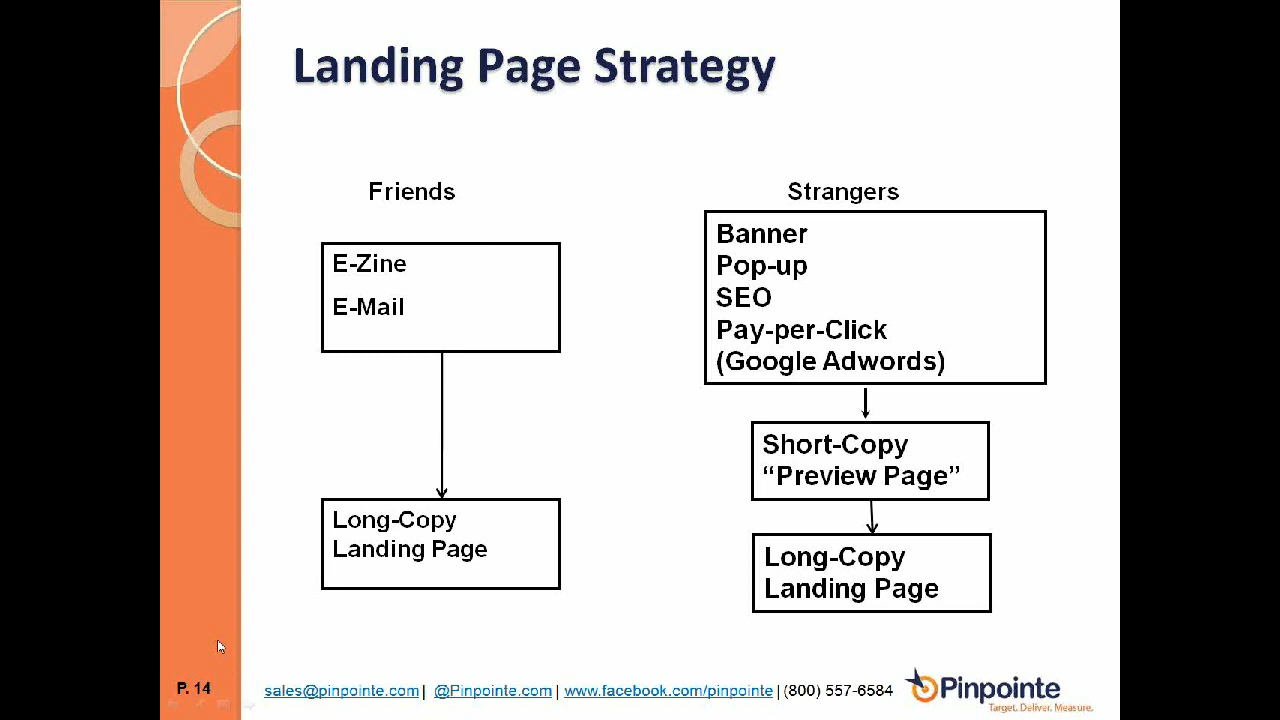 Landing Page Strategy
Friends
E-Zine
E-Mail
Long-Copy
Landing Page
Strangers
Banner
Pop-up
SEO
Pay-per-Click
(Google Adwords)
Short-Copy
“Preview Page”
Long-Copy
Landing Page
P. 14
sales@pinpointe.com | @Pinpointe.com | www.facebook.com/pinpointe | (800) 557-6584
Pinpointe
Target. Deliver. Measure.